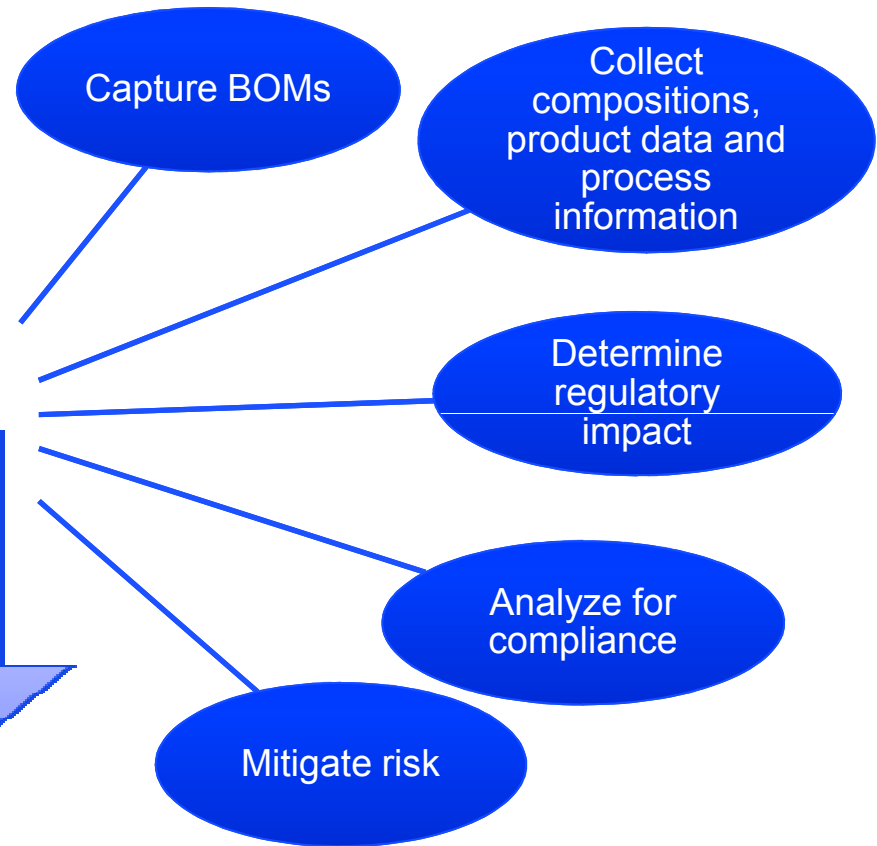 Capture BOMs
Collect
compositions,
product data and
process
information
Determine
regulatory
impact
Analyze for
compliance
Mitigate risk